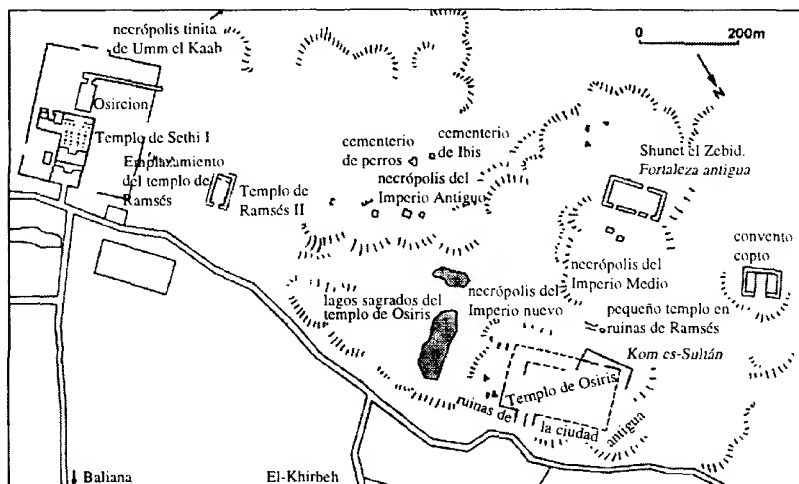 necrópolis tinita
de Umm el Kaab
0 200m
N
Osireion
Templo de Sethi I
Emplazamiento
del templo de
Ramsés
Templo de
Ramsés II
cementerio
de perros
cementerio
de Ibis
necrópolis del
Imperio Antiguo
Shunet el Zebid.
Fortaleza antigua
convento
copto
necrópolis del
Imperio Medio
lagos sagrados del
templo de Osiris
necrópolis del
Imperio nuevo
pequeño templo en
ruinas de Ramsés
Kom es-Sultán
Templo de Osiris
ruinas de
la ciudad
antigua
Baliana
El-Khirbeh